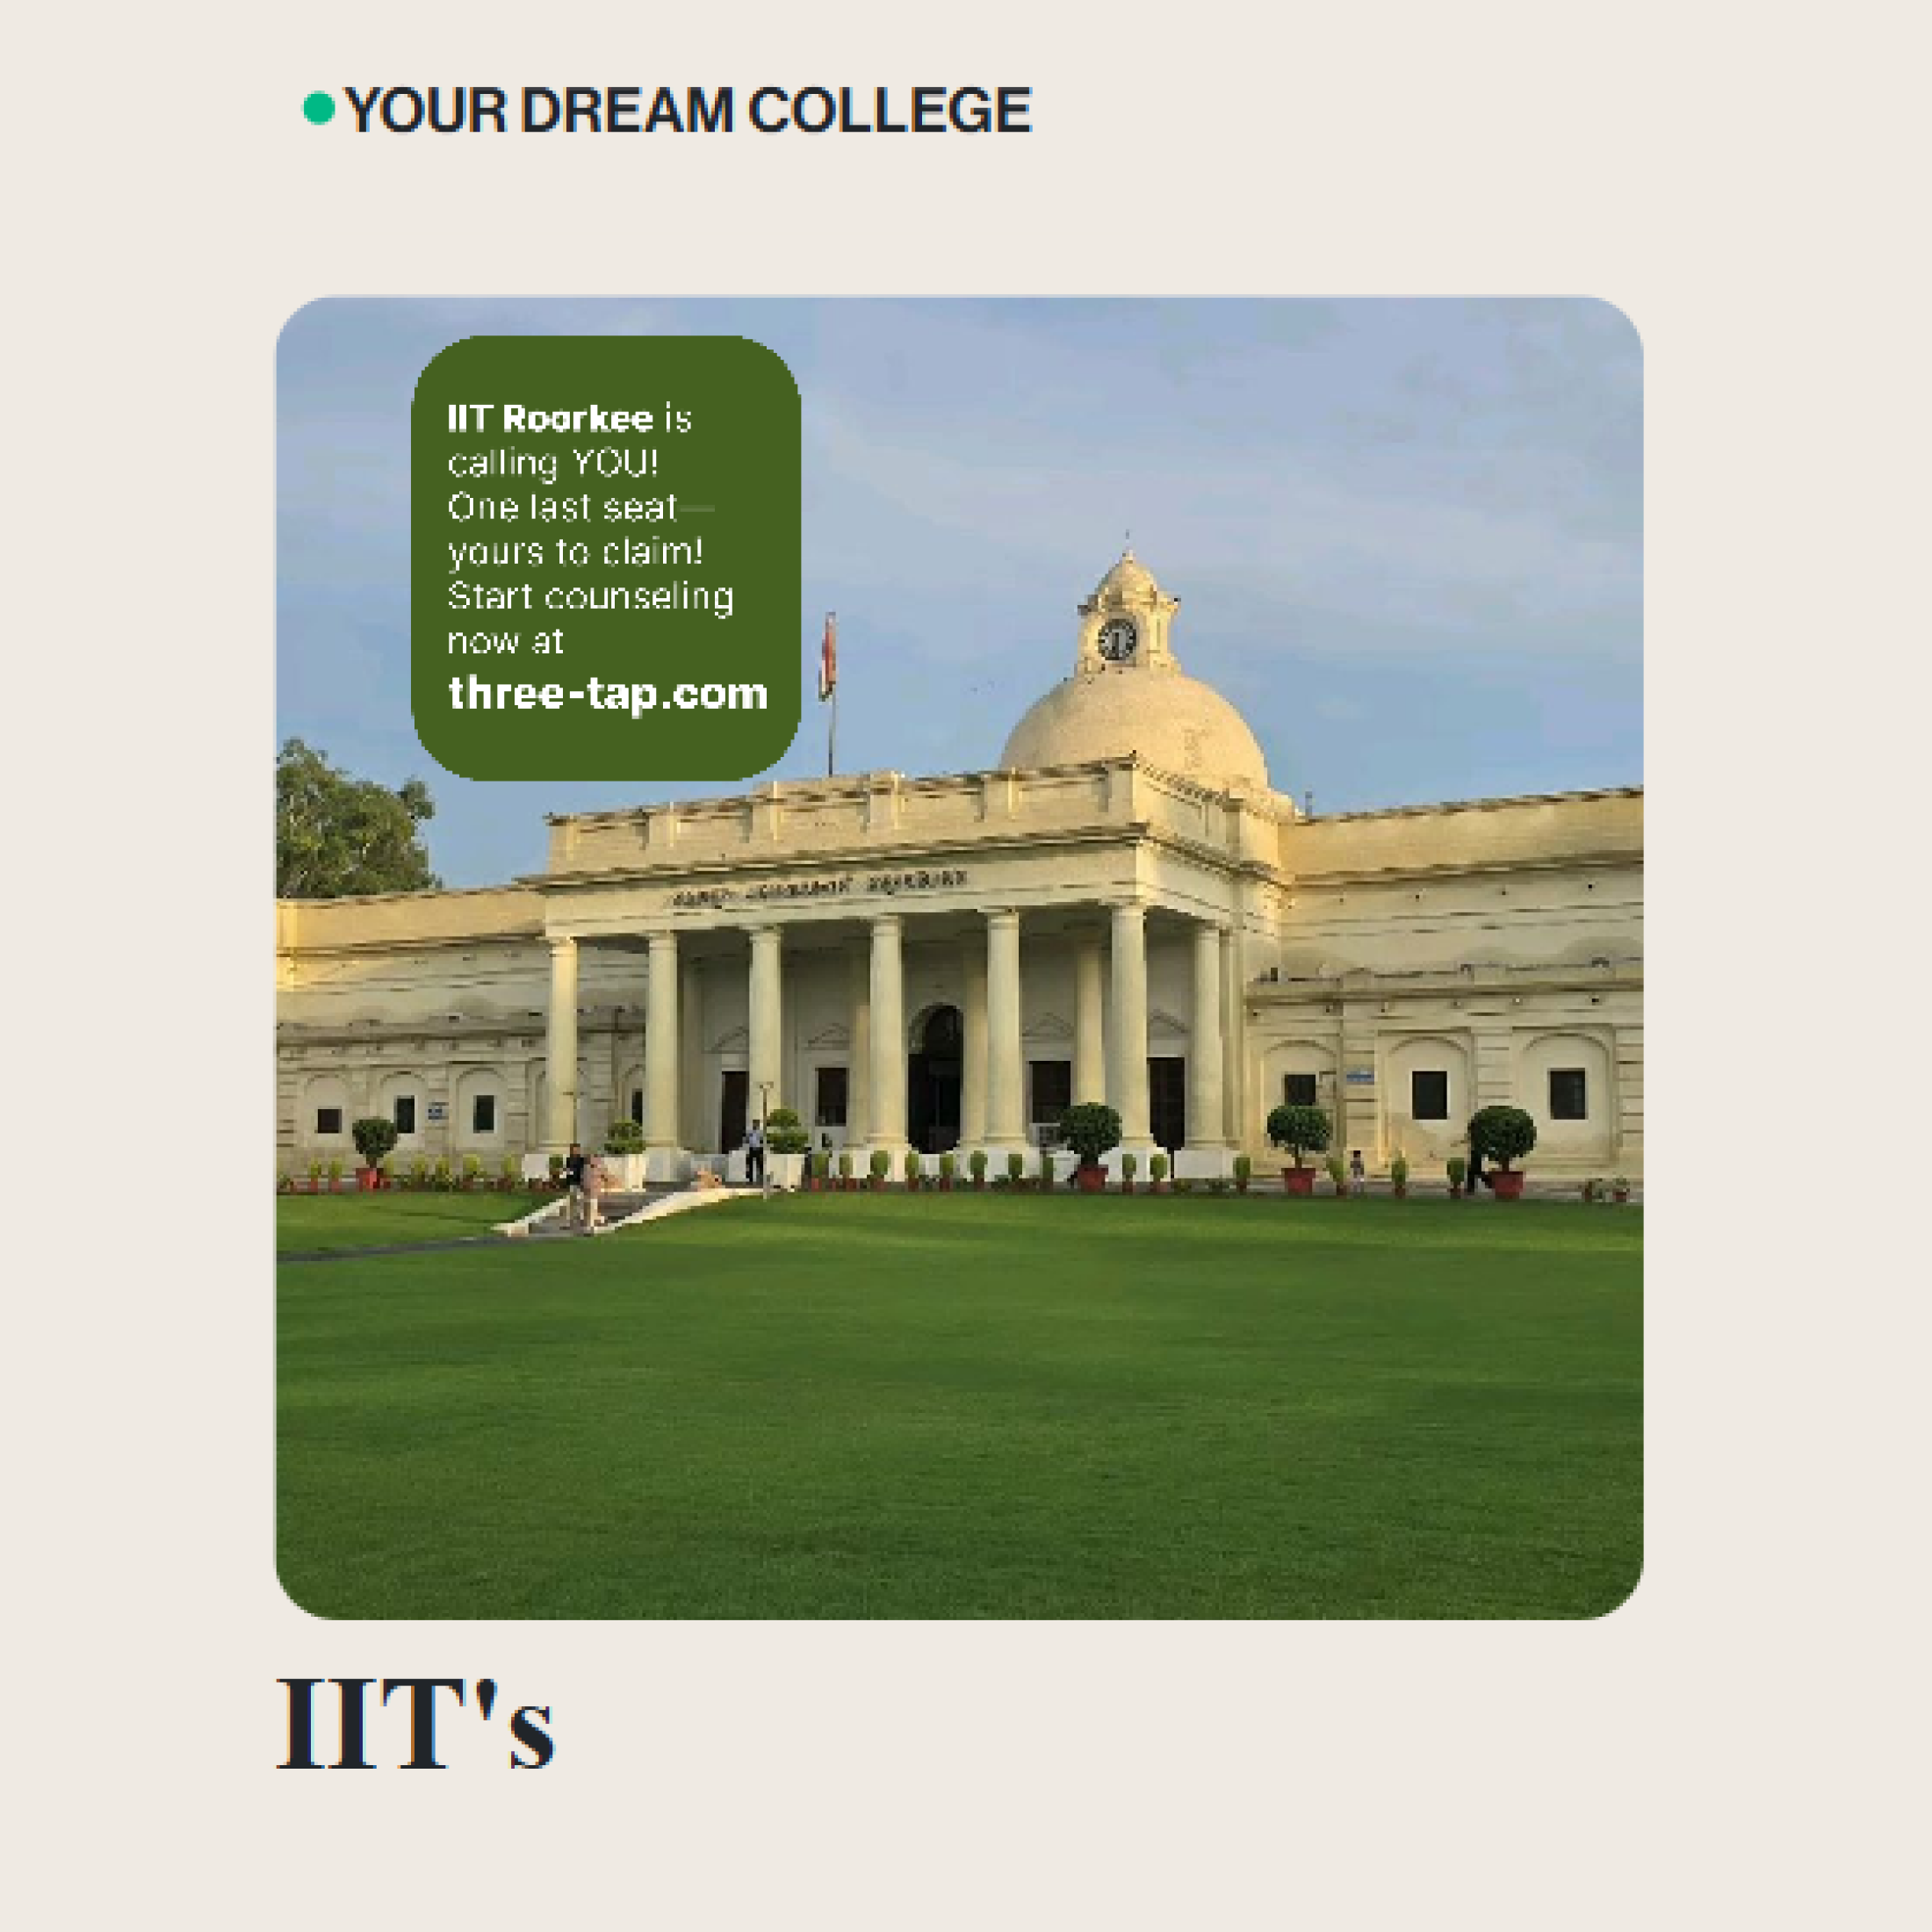 YOUR DREAM COLLEGE
IIT Roorkee is
calling YOU!
One last seat—
yours to claim!
Start counseling
now at
three-tap.com
IIT's